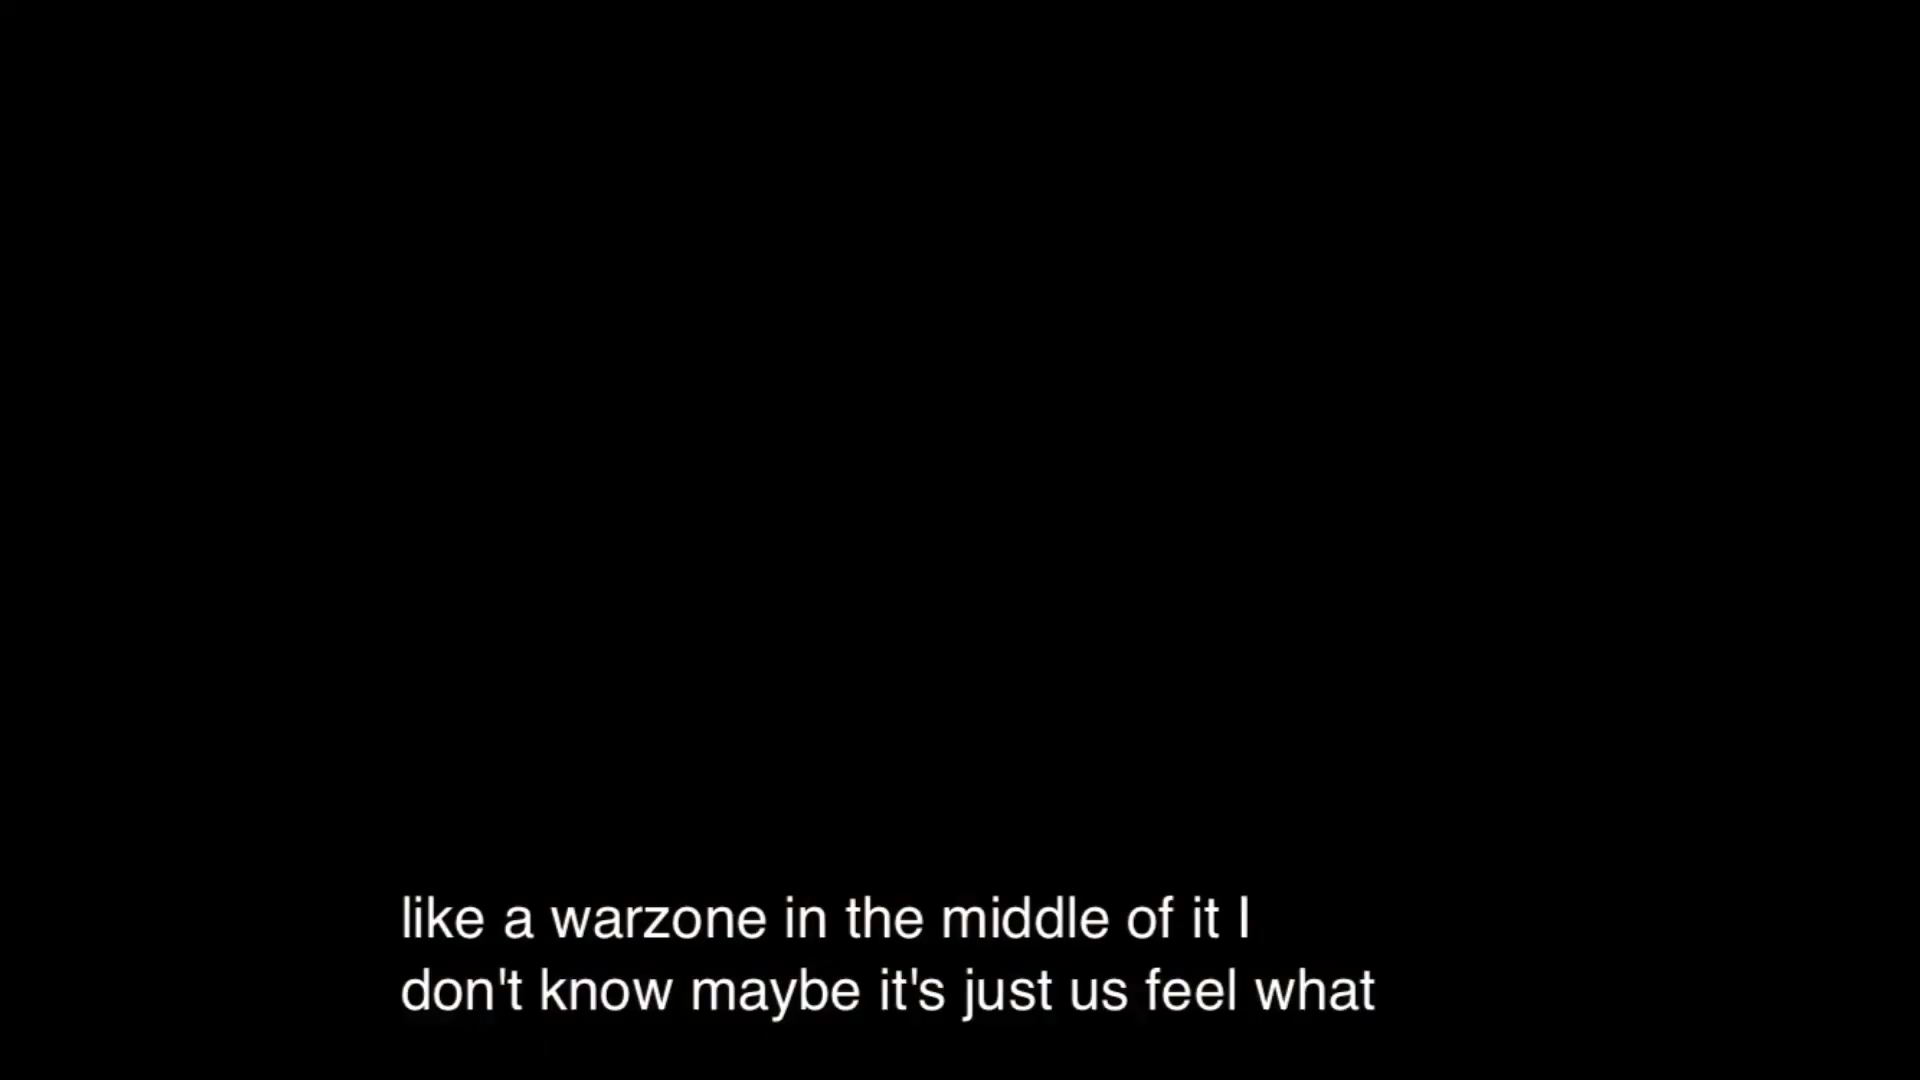 like a warzone in the middle of it I
don't know maybe it's just us feel what